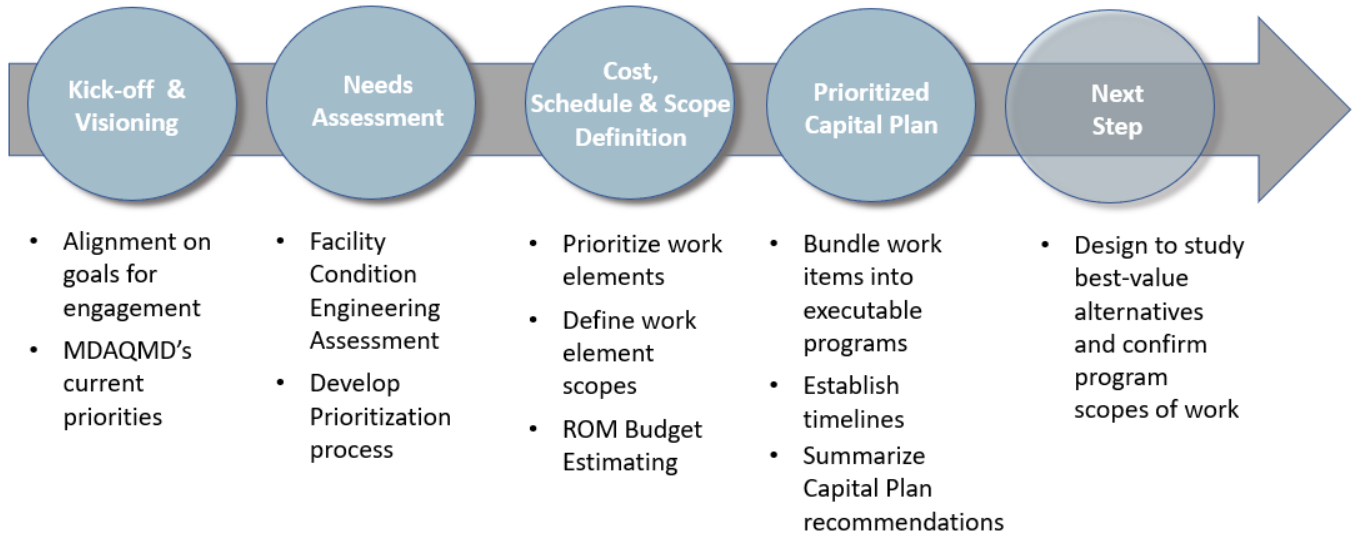 Kick-off &
Visioning
Needs
Assessment
Cost,
Schedule & Scope
Definition
Prioritized
Capital Plan
Next
Step
• Alignment on
goals for
engagement
• MDAQMD's
current
priorities
• Facility
Condition
Engineering
Assessment
• Develop
Prioritization
process
• Prioritize work
elements
• Define work
element
scopes
• ROM Budget
Estimating
• Bundle work
items into
executable
programs
• Establish
timelines
• Summarize
Capital Plan
recommendations
• Design to study
best-value
alternatives
and confirm
program
scopes of work